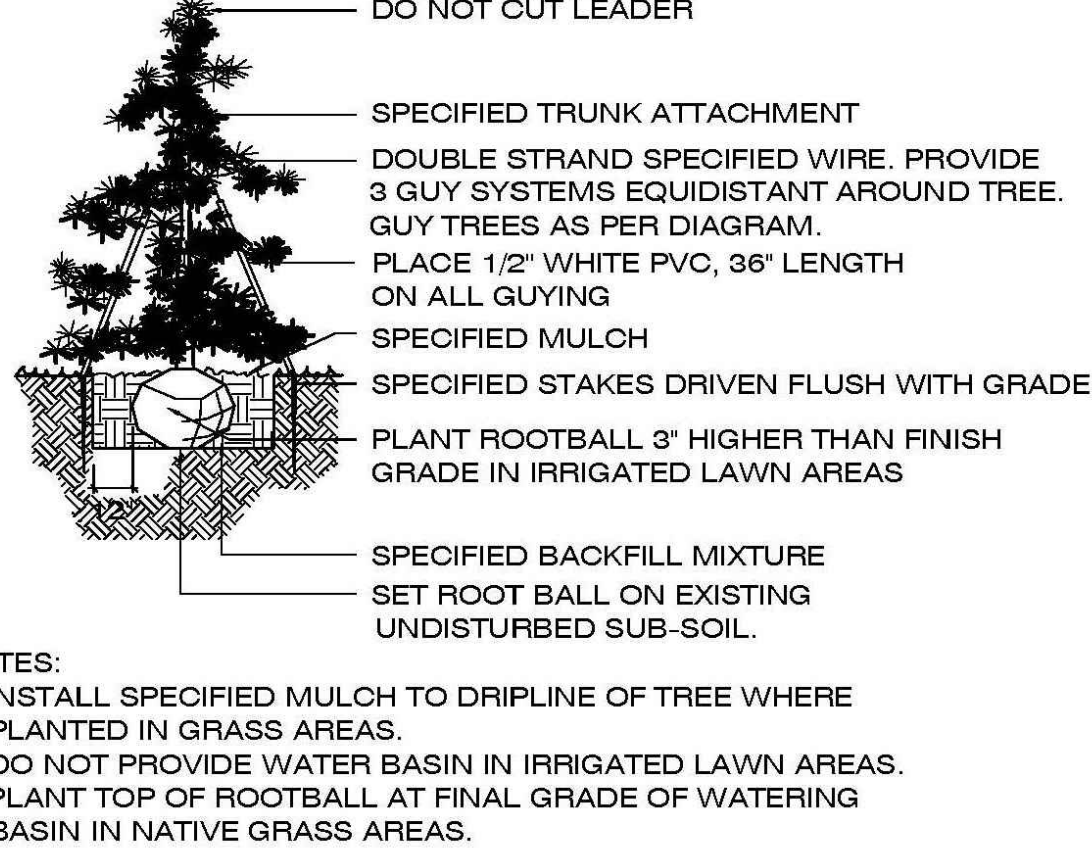 DO NOT CUT LEADER
SPECIFIED TRUNK ATTACHMENT
DOUBLE STRAND SPECIFIED WIRE. PROVIDE
3 GUY SYSTEMS EQUIDISTANT AROUND TREE.
GUY TREES AS PER DIAGRAM.
PLACE 1/2" WHITE PVC, 36" LENGTH
ON ALL GUYING
SPECIFIED MULCH
SPECIFIED STAKES DRIVEN FLUSH WITH GRADE
PLANT ROOTBALL 3" HIGHER THAN FINISH
GRADE IN IRRIGATED LAWN AREAS
12"
SPECIFIED BACKFILL MIXTURE
SET ROOT BALL ON EXISTING
UNDISTURBED SUB-SOIL.
TES:
NSTALL SPECIFIED MULCH TO DRIPLINE OF TREE WHERE
PLANTED IN GRASS AREAS.
DO NOT PROVIDE WATER BASIN IN IRRIGATED LAWN AREAS.
PLANT TOP OF ROOTBALL AT FINAL GRADE OF WATERING
BASIN IN NATIVE GRASS AREAS.